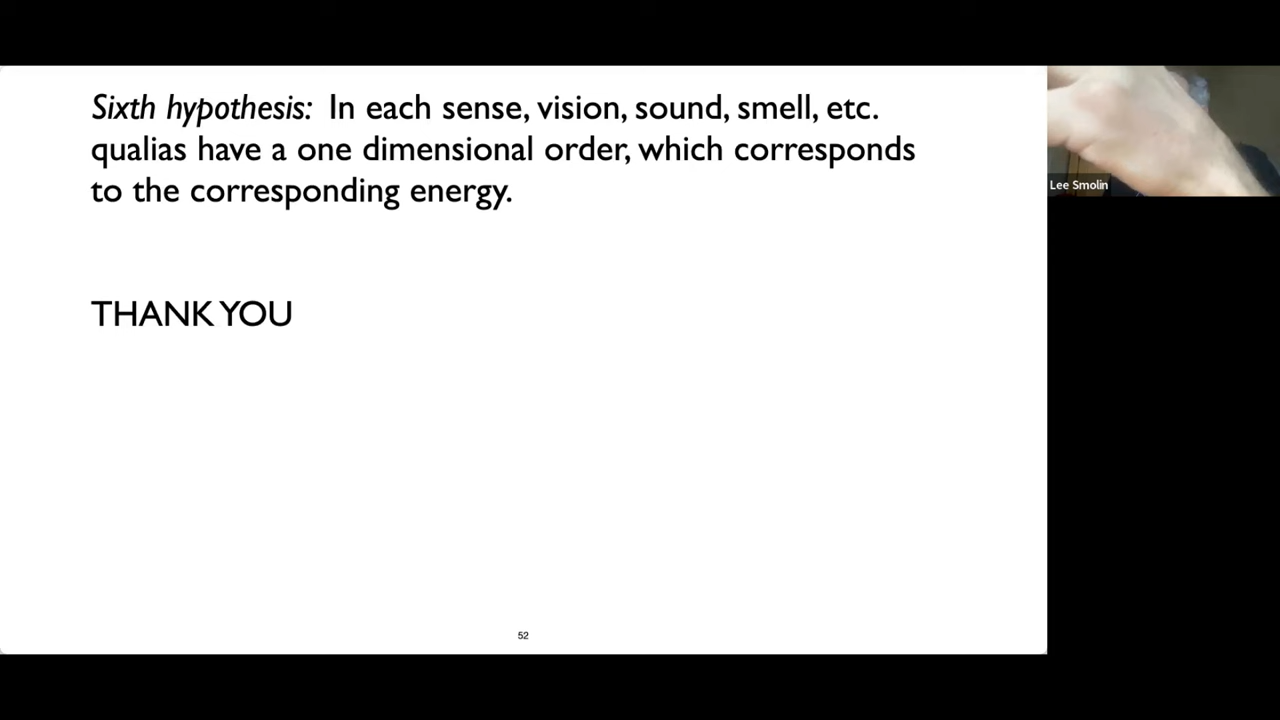 Sixth hypothesis: In each sense, vision, sound, smell, etc.
qualias have a one dimensional order, which corresponds
to the corresponding energy.
THANK YOU
52
Lee Smolin